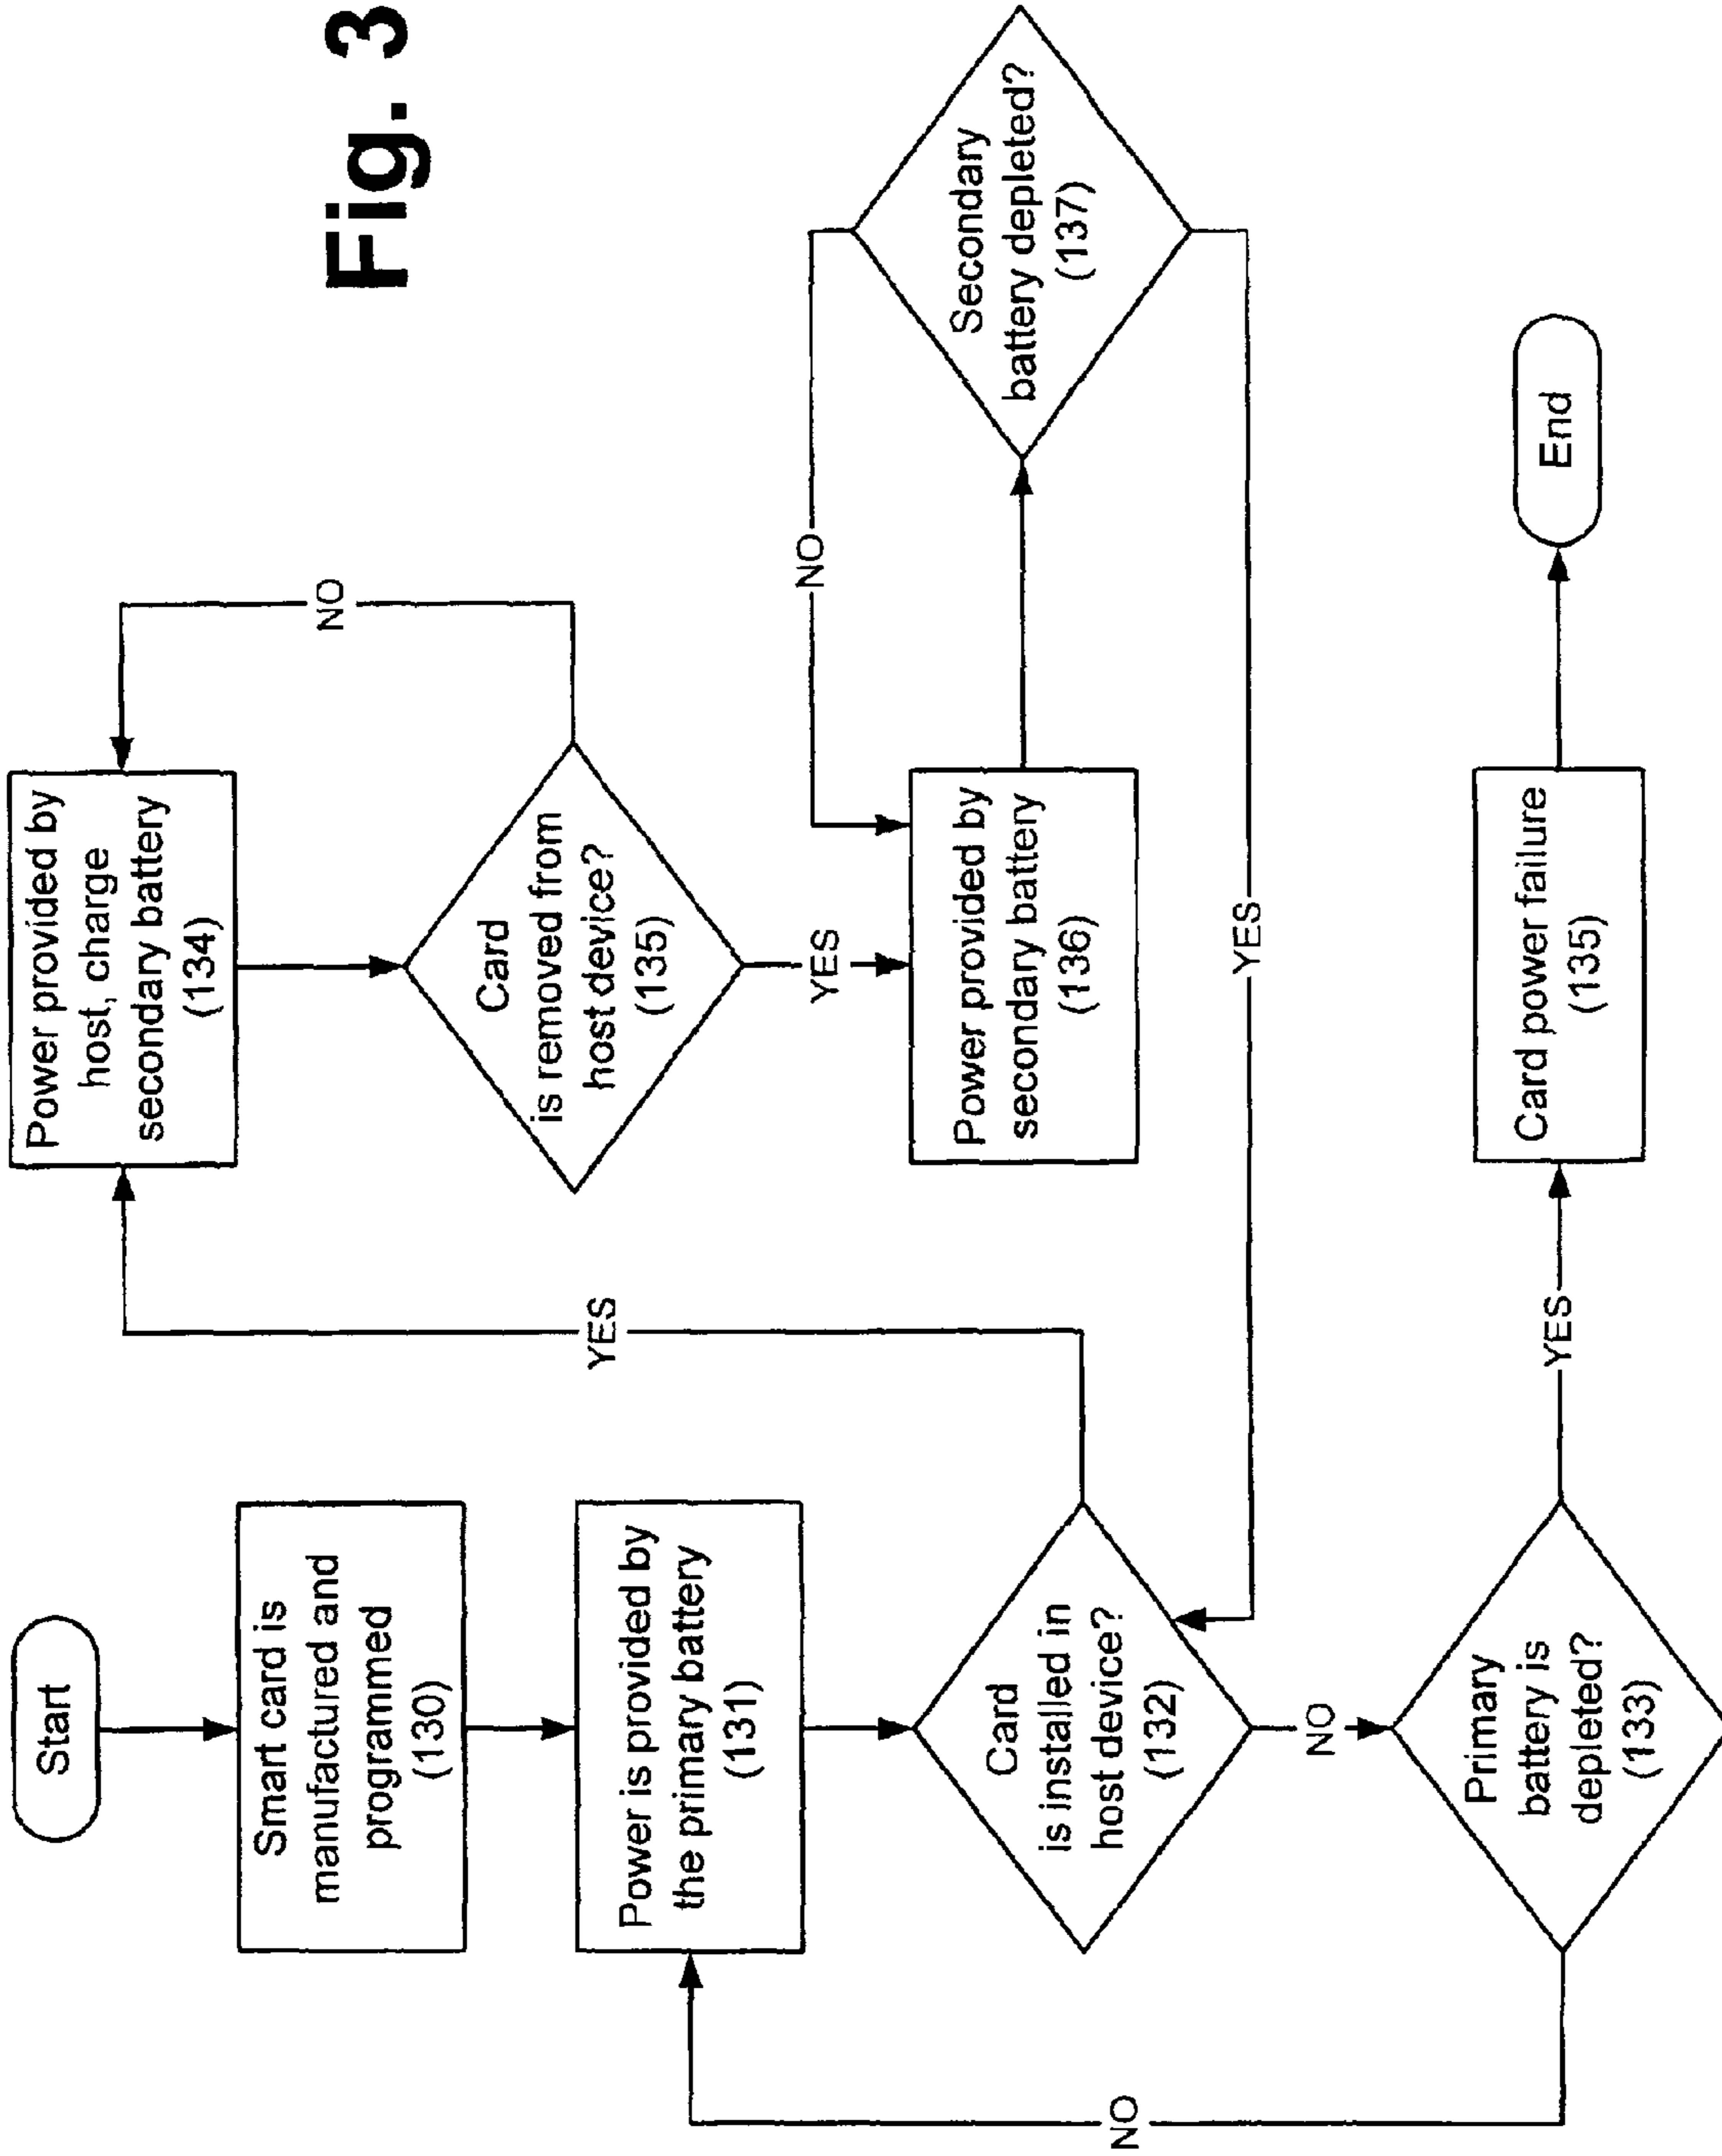 Fig. 3
Start
Smart card is
manufactured and
programmed
(130)
Power is provided by
the primary battery
(131)
Card
is installed in
host device?
(132)
YES
NO
Primary
battery is
depleted?
(133)
NO
YES
Card power failure
(135)
End
Power provided by
host, charge
secondary battery
(134)
Card
is removed from
host device?
(135)
NO
YES
Power provided by
secondary battery
(136)
Secondary
battery depleted?
(137)
NO
YES